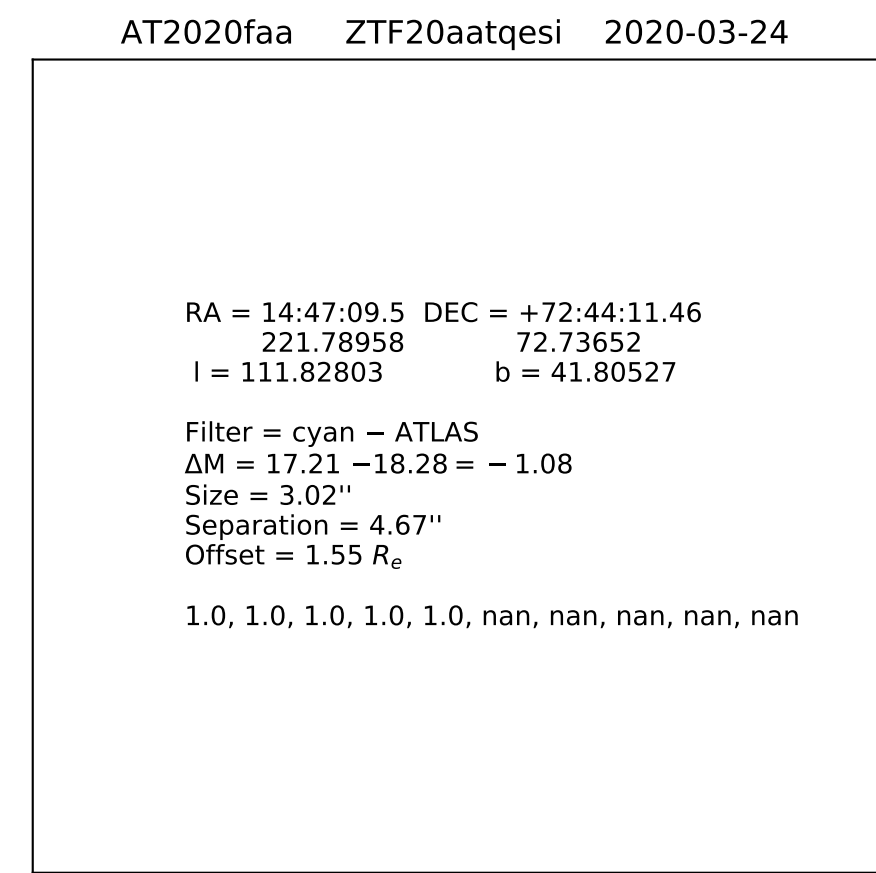 AT2020faa ZTF20aatqesi 2020-03-24
RA = 14:47:09.5 DEC = +72:44:11.46
221.78958 72.73652
l = 111.82803 b = 41.80527
Filter = cyan − ATLAS
ΔM = 17.21 −18.28 = − 1.08
Size = 3.02''
Separation = 4.67''
Offset = 1.55 Rₑ
1.0, 1.0, 1.0, 1.0, 1.0, nan, nan, nan, nan, nan